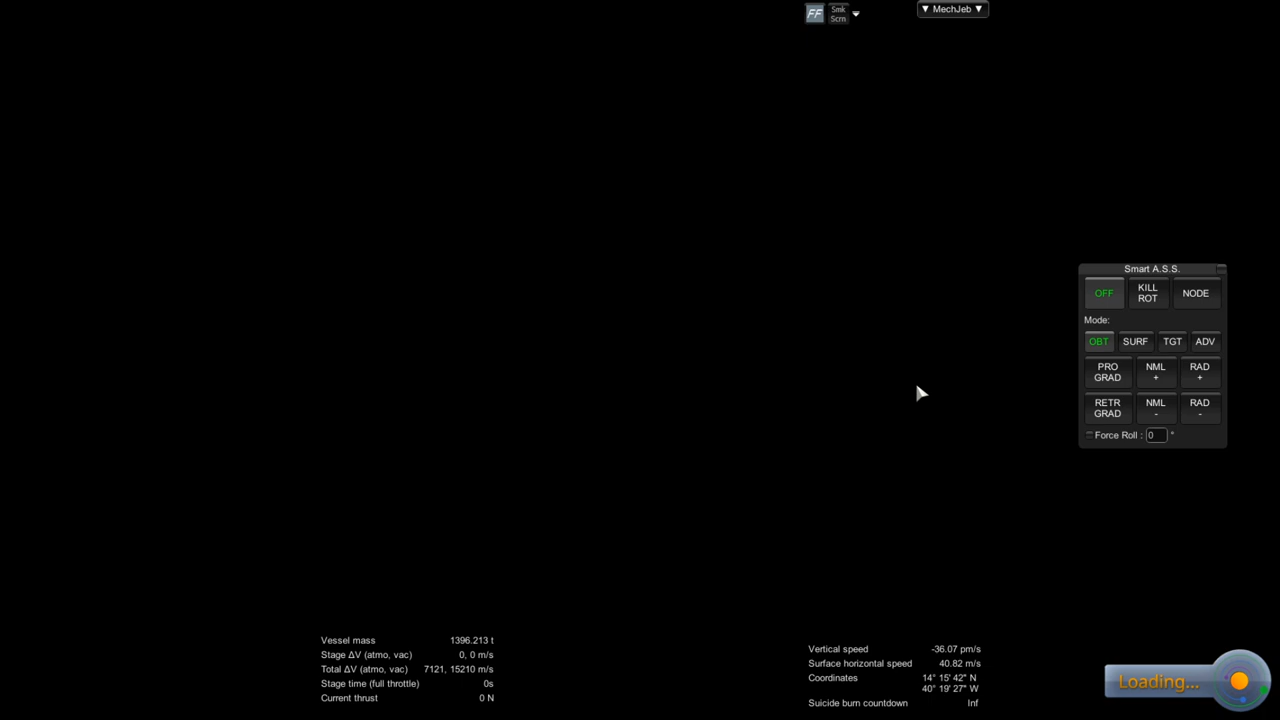 FF
Smk
Scrn
▼ MechJeb ▼
Smart A.S.S.
OFF
KILL
ROT
NODE
Mode:
OBT SURF TGT ADV
PRO
GRAD
NML
+
RAD
+
RETR
GRAD
NML
-
RAD
-
Force Roll : 0 °
Vessel mass 1396.213 t
Stage ΔV (atmo, vac) 0, 0 m/s
Total ΔV (atmo, vac) 7121, 15210 m/s
Stage time (full throttle) 0s
Current thrust 0 N
Vertical speed -36.07 pm/s
Surface horizontal speed 40.82 m/s
Coordinates 14° 15' 42" N
40° 19' 27" W
Suicide burn countdown Inf
Loading...